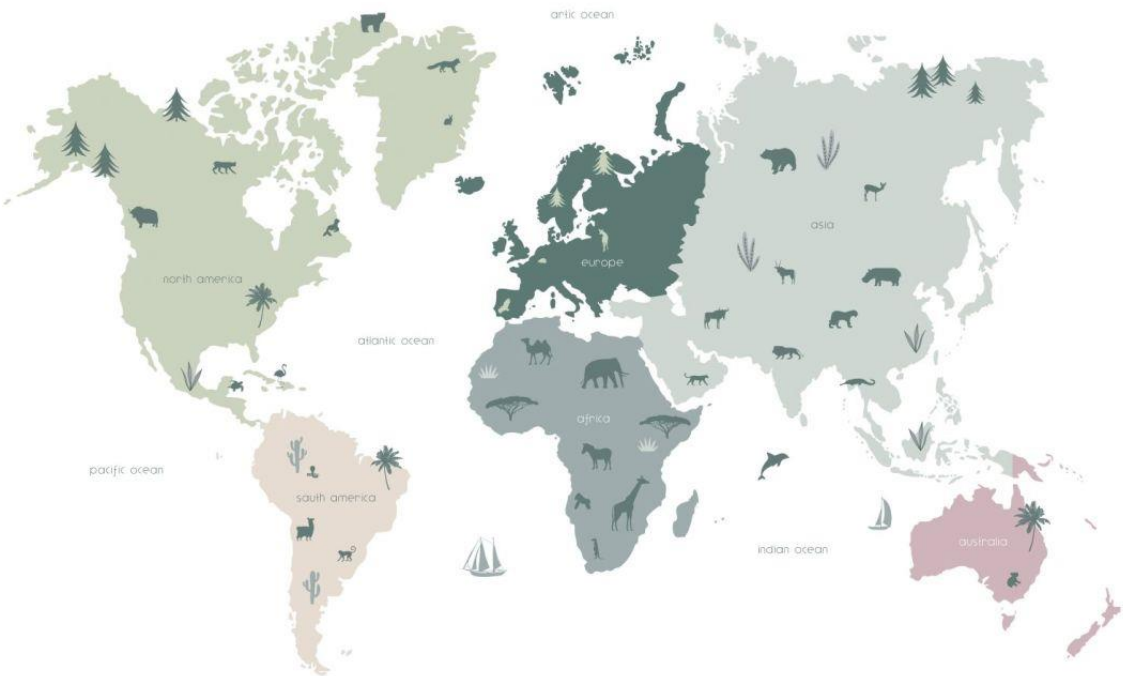 artic ocean
north america
europe
asia
atlantic ocean
africa
pacific ocean
south america
indian ocean
australia